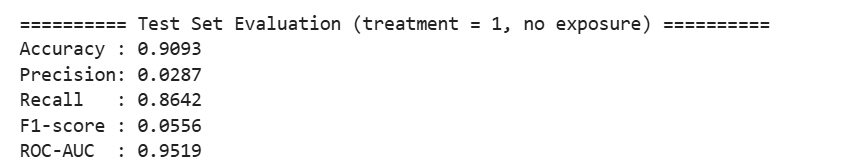 ========== Test Set Evaluation (treatment = 1, no exposure) ==========
Accuracy : 0.9093
Precision: 0.0287
Recall   : 0.8642
F1-score : 0.0556
ROC-AUC  : 0.9519